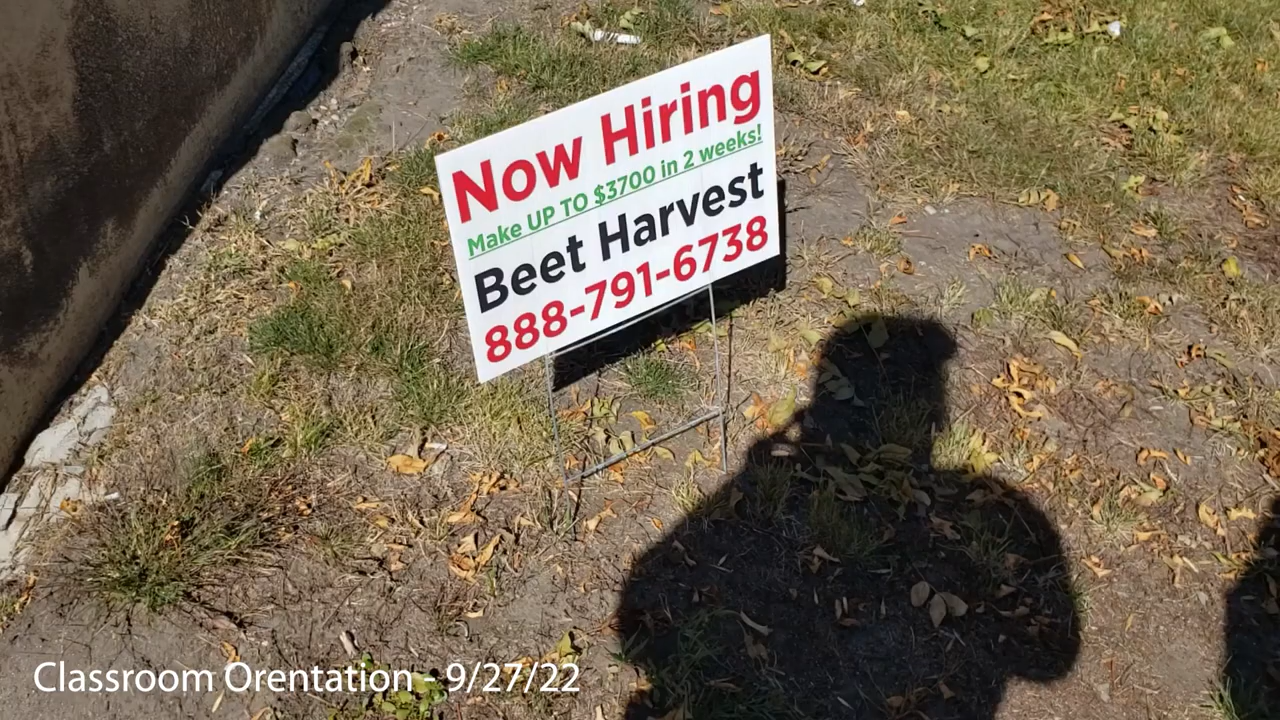 Now Hiring
Make UP TO $3700 in 2 weeks!
Beet Harvest
888-791-6738
Classroom Orentation - 9/27/22